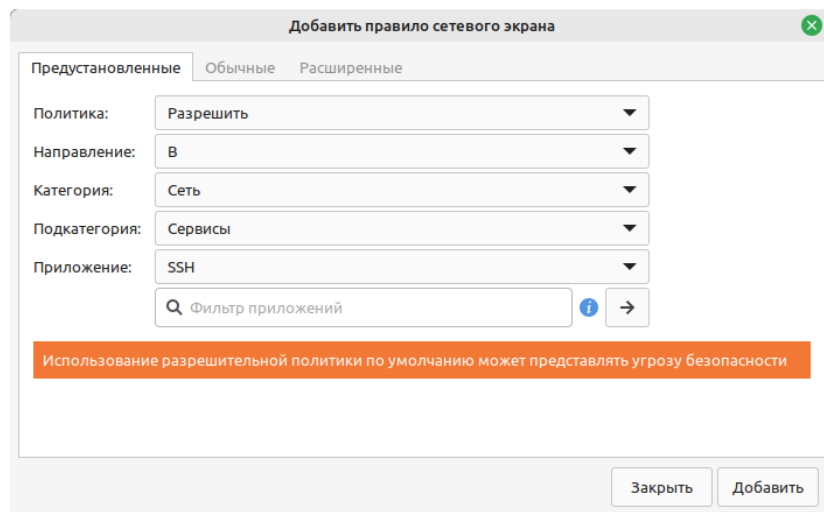 Добавить правило сетевого экрана
Предустановленные Обычные Расширенные
Политика: Разрешить
Направление: В
Категория: Сеть
Подкатегория: Сервисы
Приложение: SSH
Фильтр приложений
Использование разрешительной политики по умолчанию может представлять угрозу безопасности
Закрыть Добавить